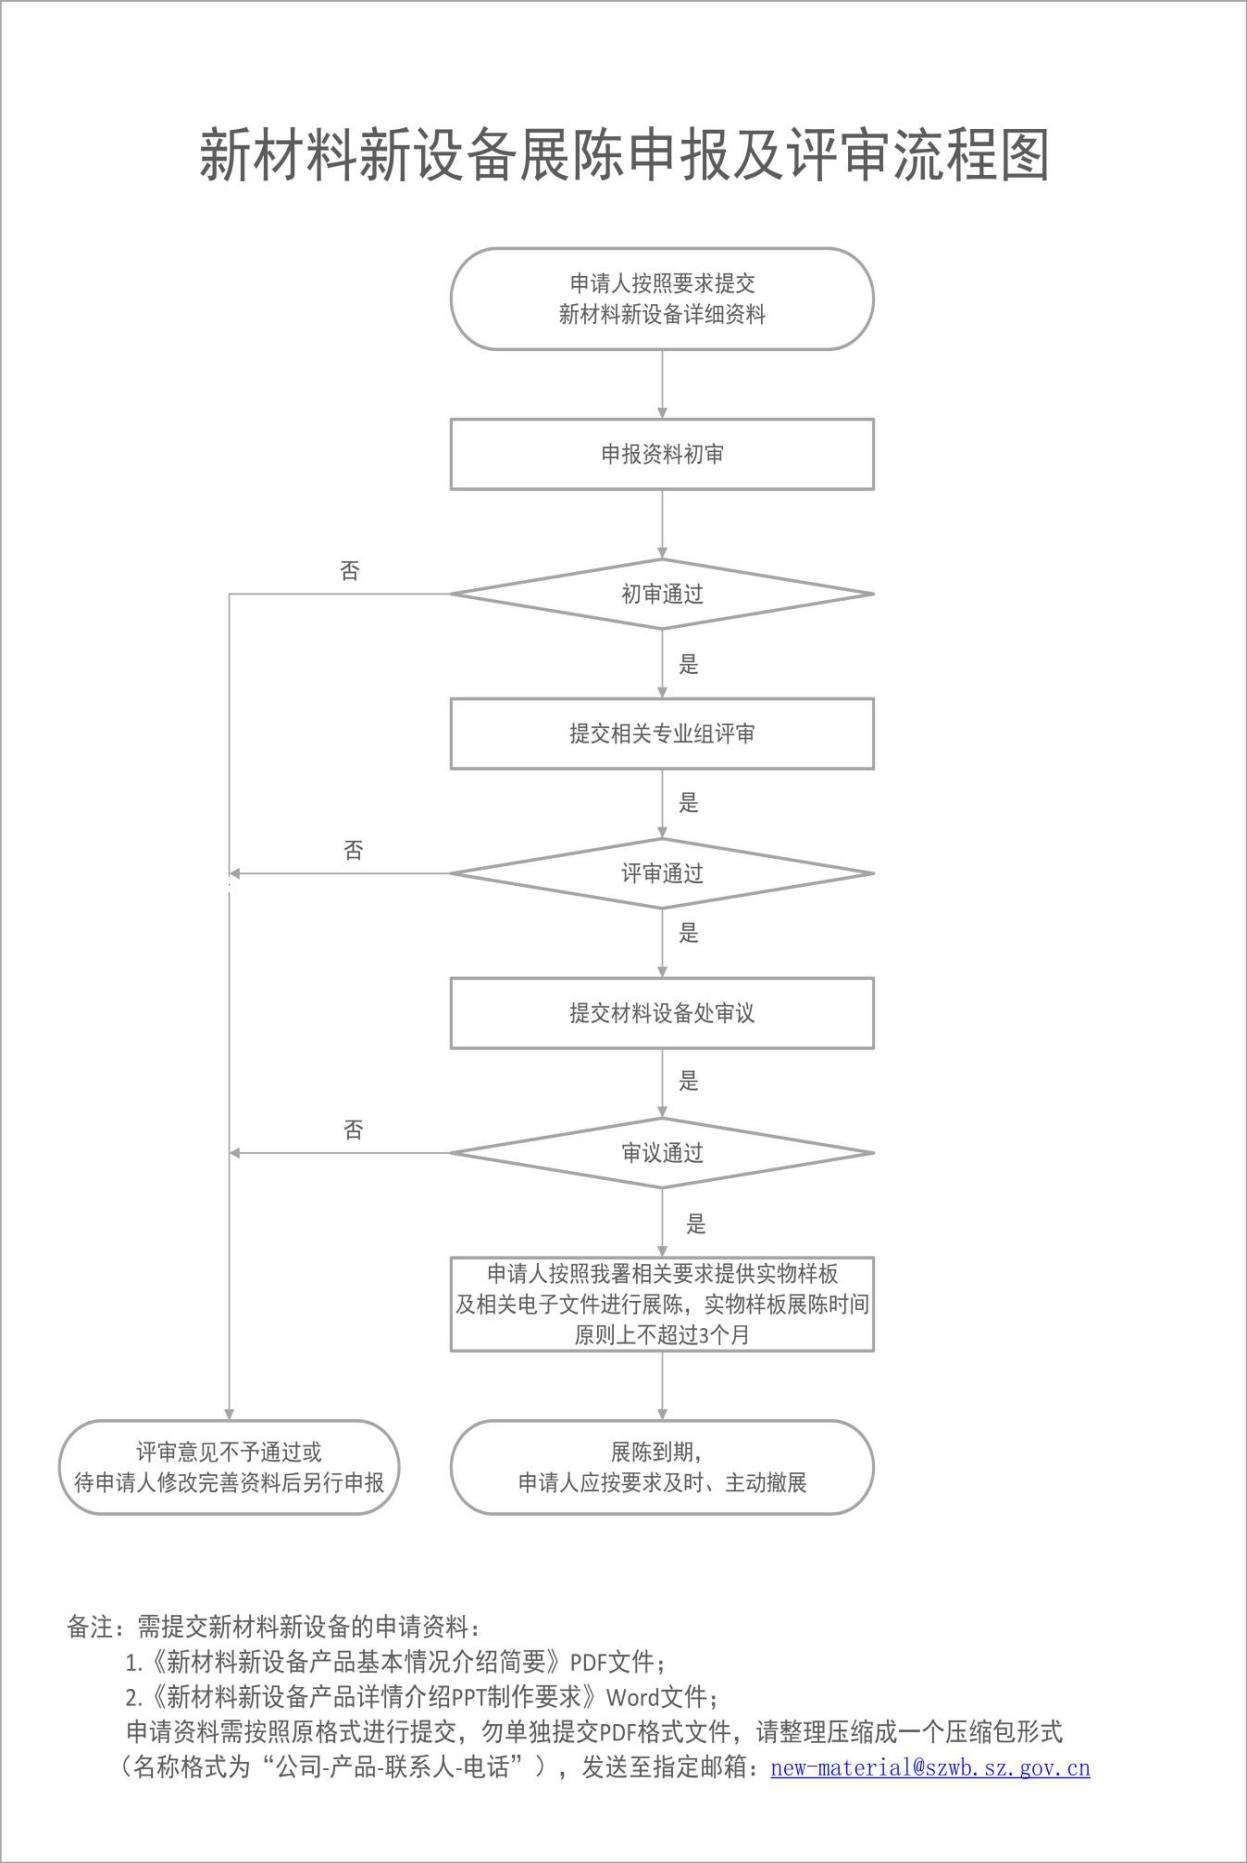 新材料新设备展陈申报及评审流程图
申请人按照要求提交
新材料新设备详细资料
申报资料初审
否
初审通过
是
提交相关专业组评审
是
否
评审通过
是
提交材料设备处审议
是
否
审议通过
是
申请人按照我署相关要求提供实物样板
及相关电子文件进行展陈，实物样板展陈时间
原则上不超过3个月
评审意见不予通过或
待申请人修改完善资料后另行申报
展陈到期，
申请人应按要求及时、主动撤展
备注：需提交新材料新设备的申请资料：
1.《新材料新设备产品基本情况介绍简要》PDF文件；
2.《新材料新设备产品详情介绍PPT制作要求》Word文件；
申请资料需按照原格式进行提交，勿单独提交PDF格式文件，请整理压缩成一个压缩包形式
（名称格式为“公司-产品-联系人-电话”），发送至指定邮箱：new-material@szwb.sz.gov.cn